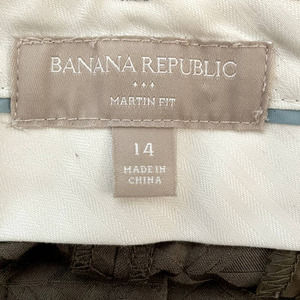 BANANA REPUBLIC
MARTIN FIT
14
MADE IN
CHINA